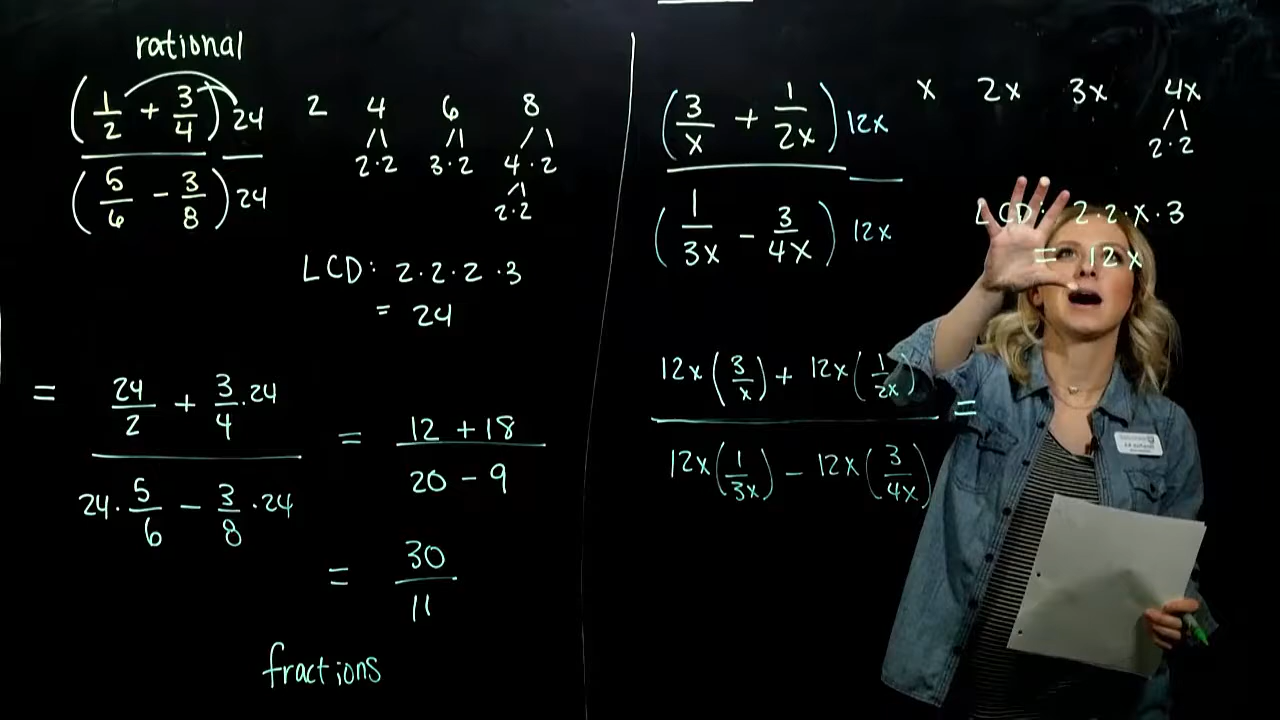 rational
(1/2 + 3/4) 24
(5/6 − 3/8) 24
2 4 6 8
2·2 3·2 4·2
2·2
LCD: 2·2·2·3
= 24
= 24/2 + 3/4·24
24·5/6 − 3/8·24
= 12 + 18
20 − 9
= 30
11
fractions
(3/x + 1/2x) 12x
(1/3x − 3/4x) 12x
x 2x 3x 4x
2·2
LCD: 2·2·x·3
= 12x
12x(3/x) + 12x(1/2x)
12x(1/3x) − 12x(3/4x)
=